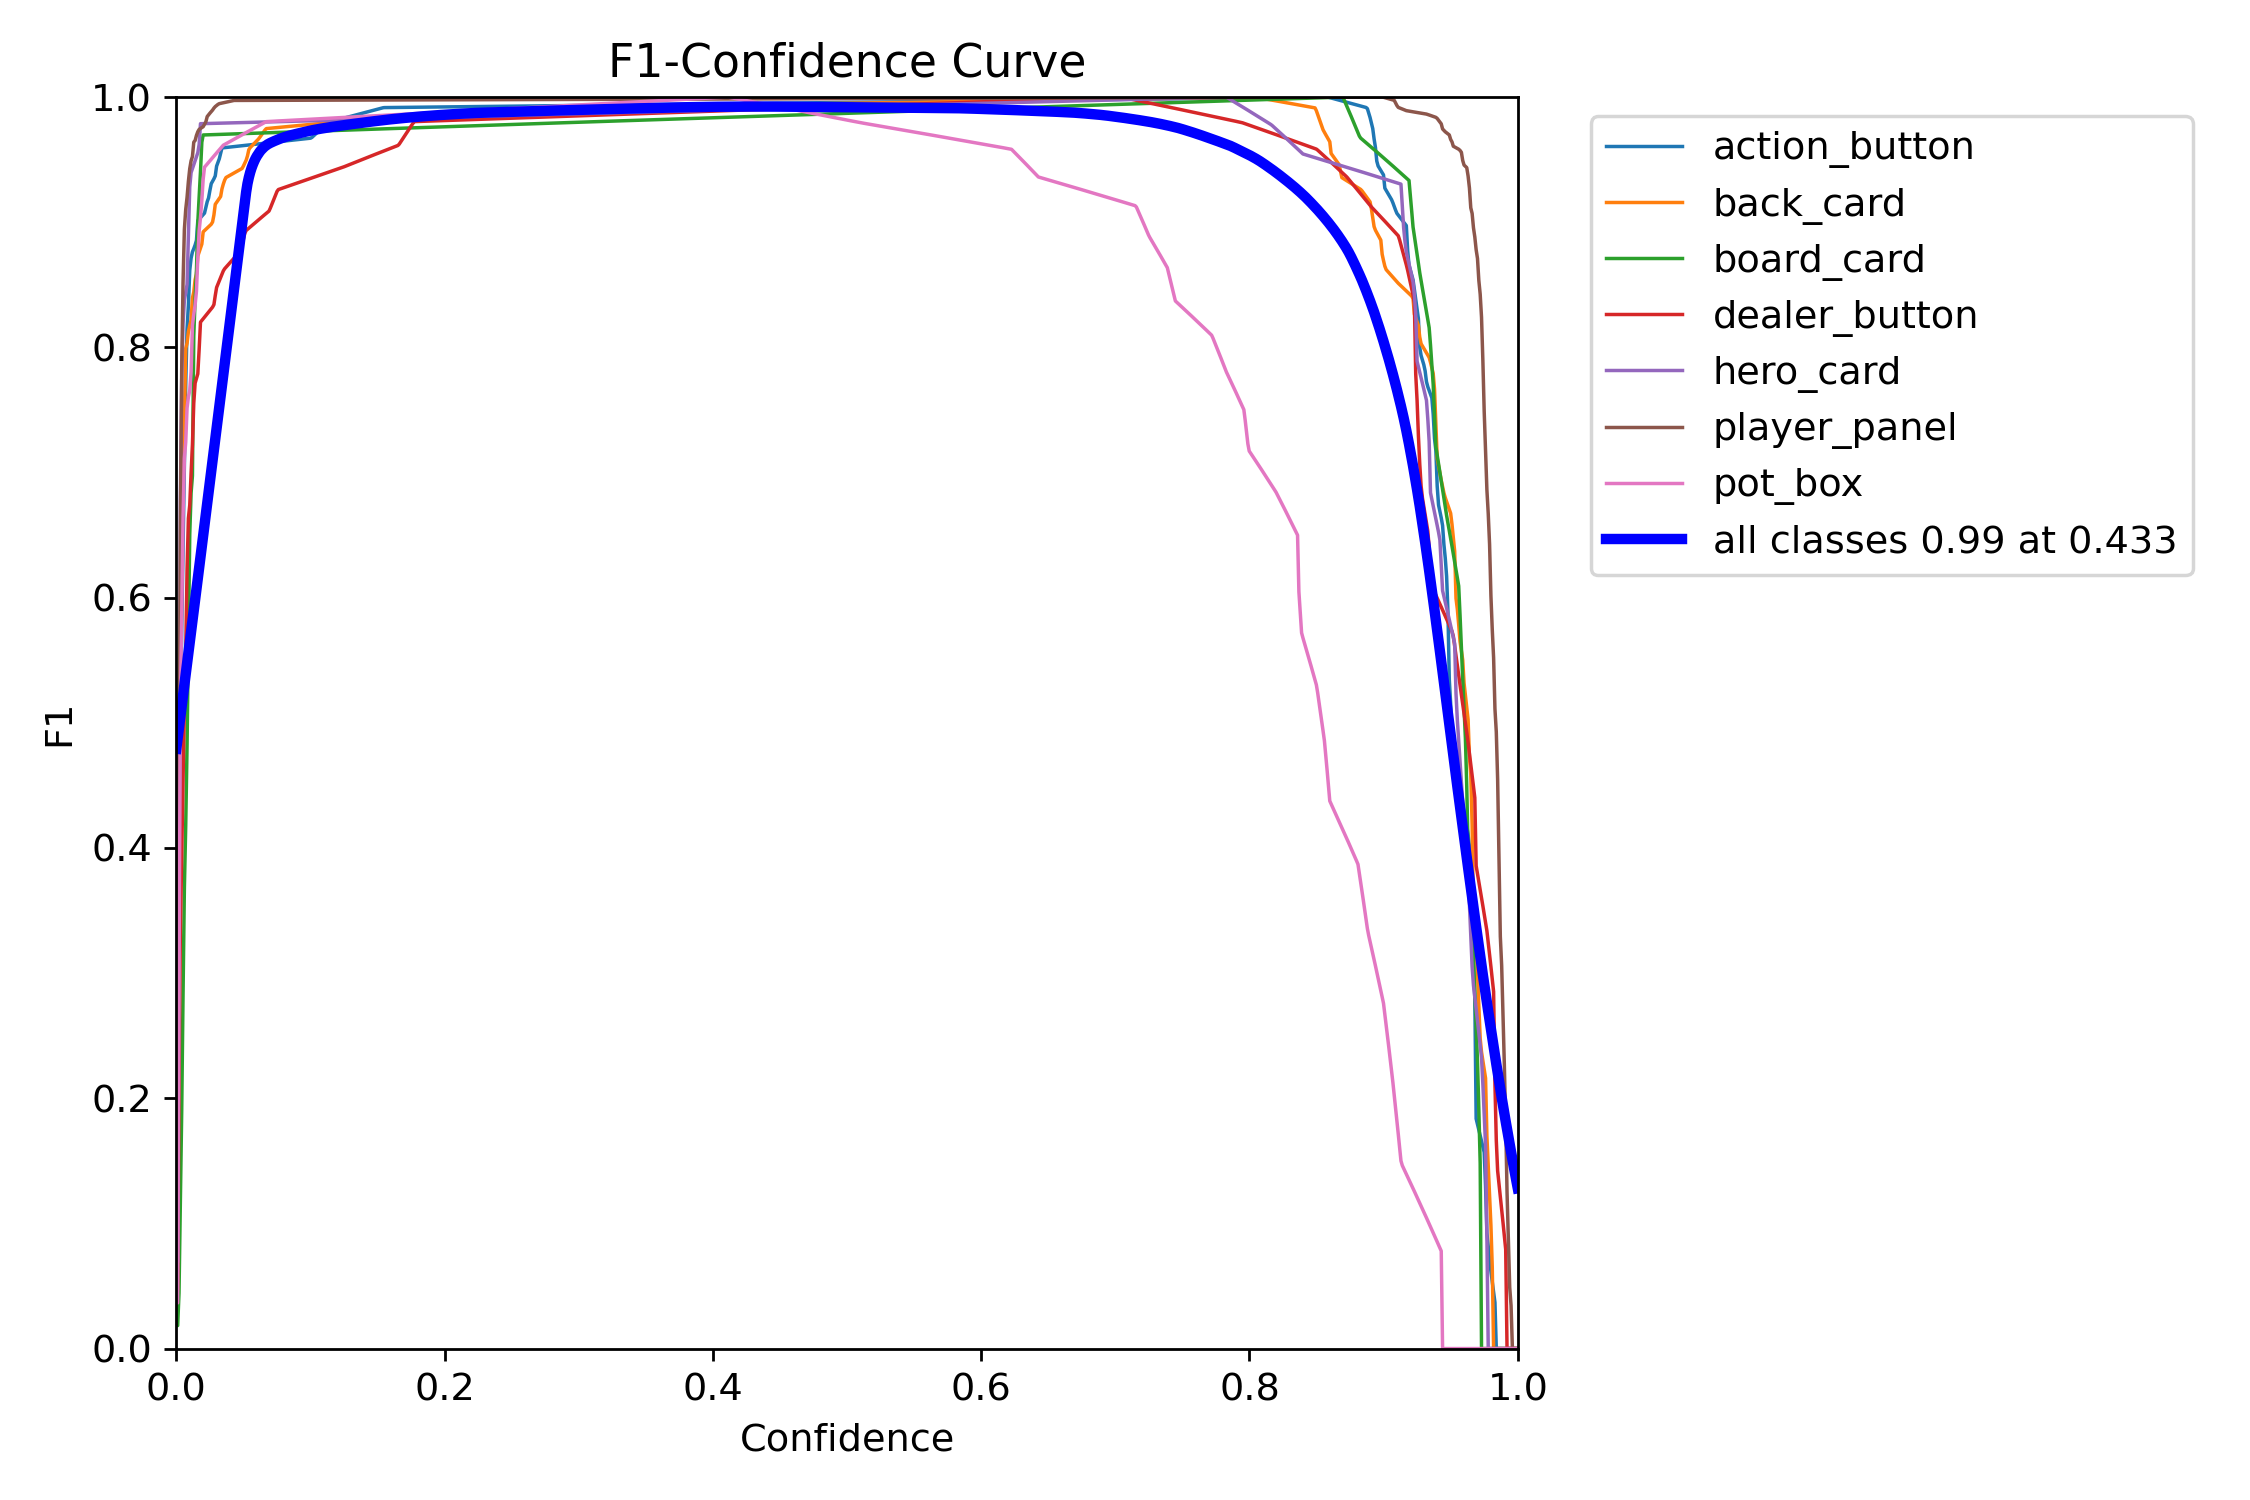 F1-Confidence Curve
1.0
0.8
0.6
0.4
0.2
0.0
F1
0.0 0.2 0.4 0.6 0.8 1.0
Confidence
action_button
back_card
board_card
dealer_button
hero_card
player_panel
pot_box
all classes 0.99 at 0.433